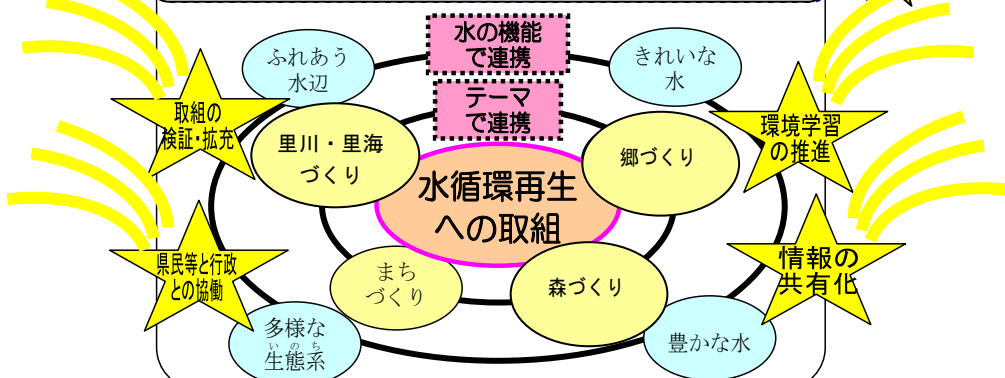 水の機能
で連携
ふれあう
水辺
きれいな
水
テーマ
で連携
取組の
検証・拡充
里川・里海
づくり
郷づくり
環境学習
の推進
水循環再生
への取組
県民等と行政
との協働
まち
づくり
森づくり
情報の
共有化
多様な
いのち
生態系
豊かな水